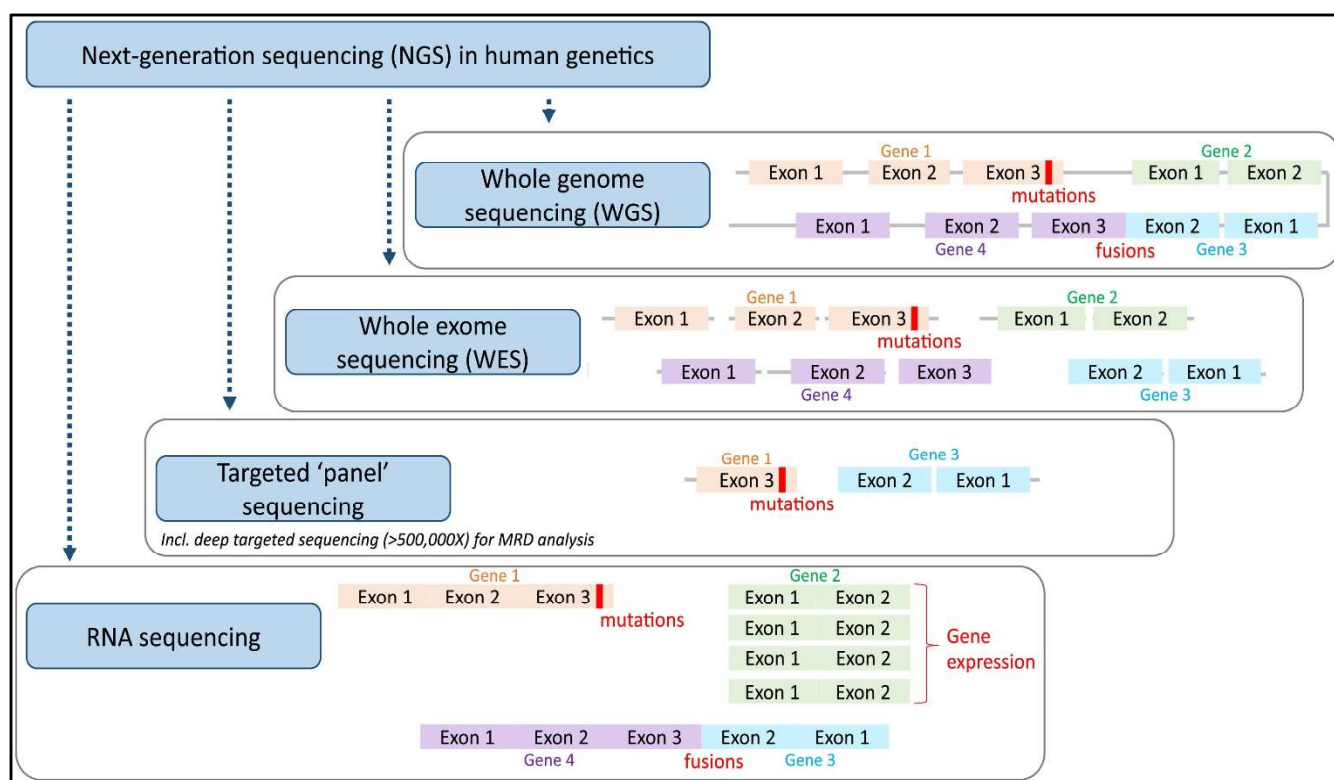 Next-generation sequencing (NGS) in human genetics
Whole genome
sequencing (WGS)
Gene 1
Gene 2
Exon 1 Exon 2 Exon 3 Exon 1 Exon 2
mutations
Exon 1 Exon 2 Exon 3 Exon 2 Exon 1
Gene 4 fusions Gene 3
Whole exome
sequencing (WES)
Gene 1 Gene 2
Exon 1 Exon 2 Exon 3 Exon 1 Exon 2
mutations
Exon 1 Exon 2 Exon 3 Exon 2 Exon 1
Gene 4 Gene 3
Targeted ‘panel’
sequencing
Incl. deep targeted sequencing (>500,000X) for MRD analysis
Gene 1 Gene 3
Exon 3 Exon 2 Exon 1
mutations
RNA sequencing
Gene 1 Gene 2
Exon 1 Exon 2 Exon 3
mutations
Exon 1 Exon 2
Exon 1 Exon 2
Exon 1 Exon 2
Exon 1 Exon 2
Gene
expression
Exon 1 Exon 2 Exon 3 Exon 2 Exon 1
Gene 4 fusions Gene 3